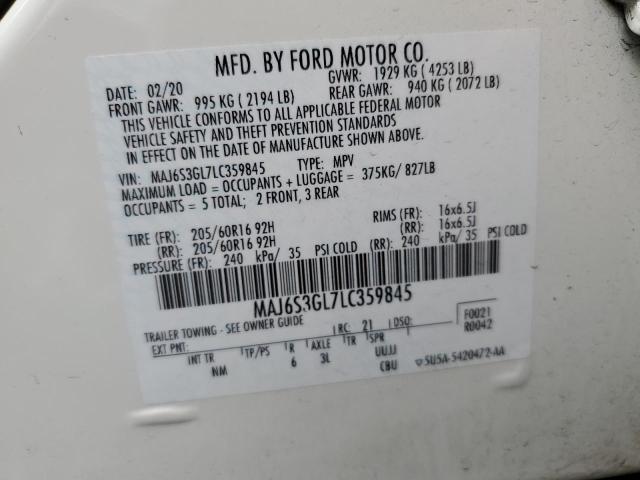 MFD. BY FORD MOTOR CO.
DATE: 02/20 GVWR: 1929 KG ( 4253 LB)
FRONT GAWR: 995 KG ( 2194 LB) REAR GAWR: 940 KG ( 2072 LB)
THIS VEHICLE CONFORMS TO ALL APPLICABLE FEDERAL MOTOR
VEHICLE SAFETY AND THEFT PREVENTION STANDARDS
IN EFFECT ON THE DATE OF MANUFACTURE SHOWN ABOVE.
VIN: MAJ6S3GL7LC359845 TYPE: MPV
MAXIMUM LOAD = OCCUPANTS + LUGGAGE = 375KG/ 827LB
OCCUPANTS = 5 TOTAL; 2 FRONT, 3 REAR
TIRE (FR): 205/60R16 92H RIMS (FR): 16x6.5J
(RR): 205/60R16 92H (RR): 16x6.5J
PRESSURE (FR): 240 kPa/ 35 PSI COLD (RR): 240 kPa/ 35 PSI COLD
MAJ6S3GL7LC359845
TRAILER TOWING - SEE OWNER GUIDE
F0021
R0042
EXT PNT: RC: 21 DSO:
INT TR TP/PS R AXLE TR SPR
NM 6 3L UUJJ
CBU 5U5A-5420472-AA